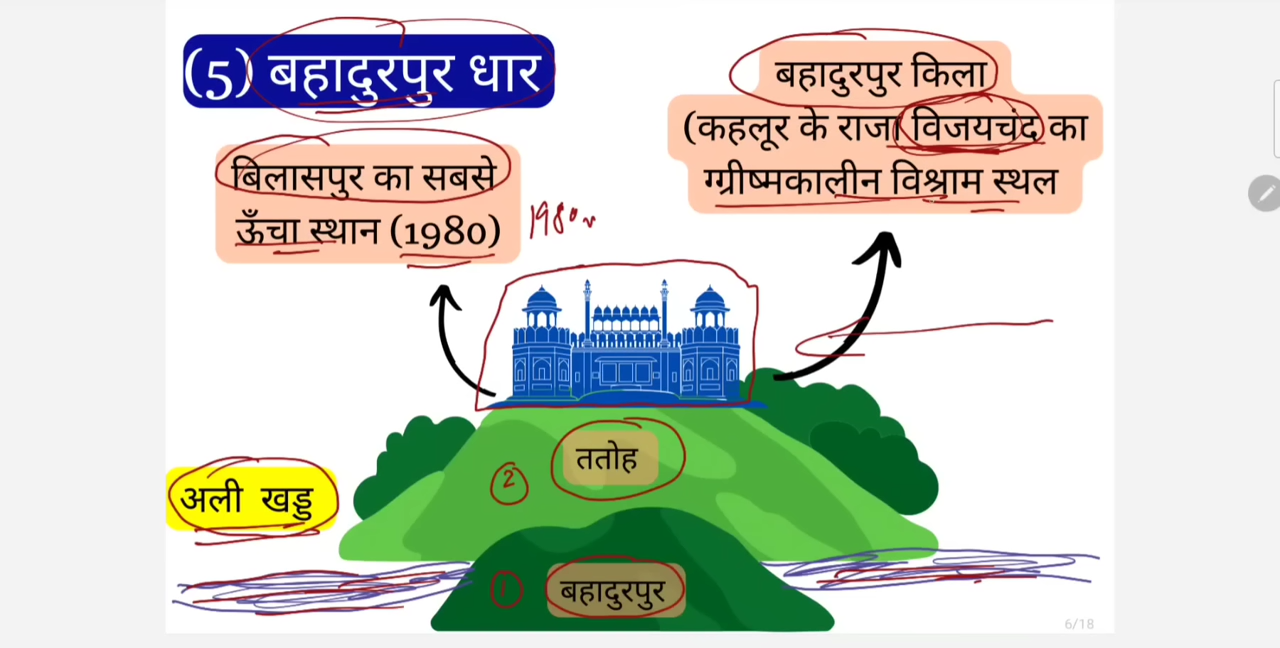 (5) बहादुरपुर धार
बिलासपुर का सबसे
ऊँचा स्थान (1980)
1980
बहादुरपुर किला
(कहलूर के राजा विजयचंद का
ग्ग्रीष्मकालीन विश्राम स्थल
2
ततोह
अली खड्ड
1
बहादुरपुर
6/18